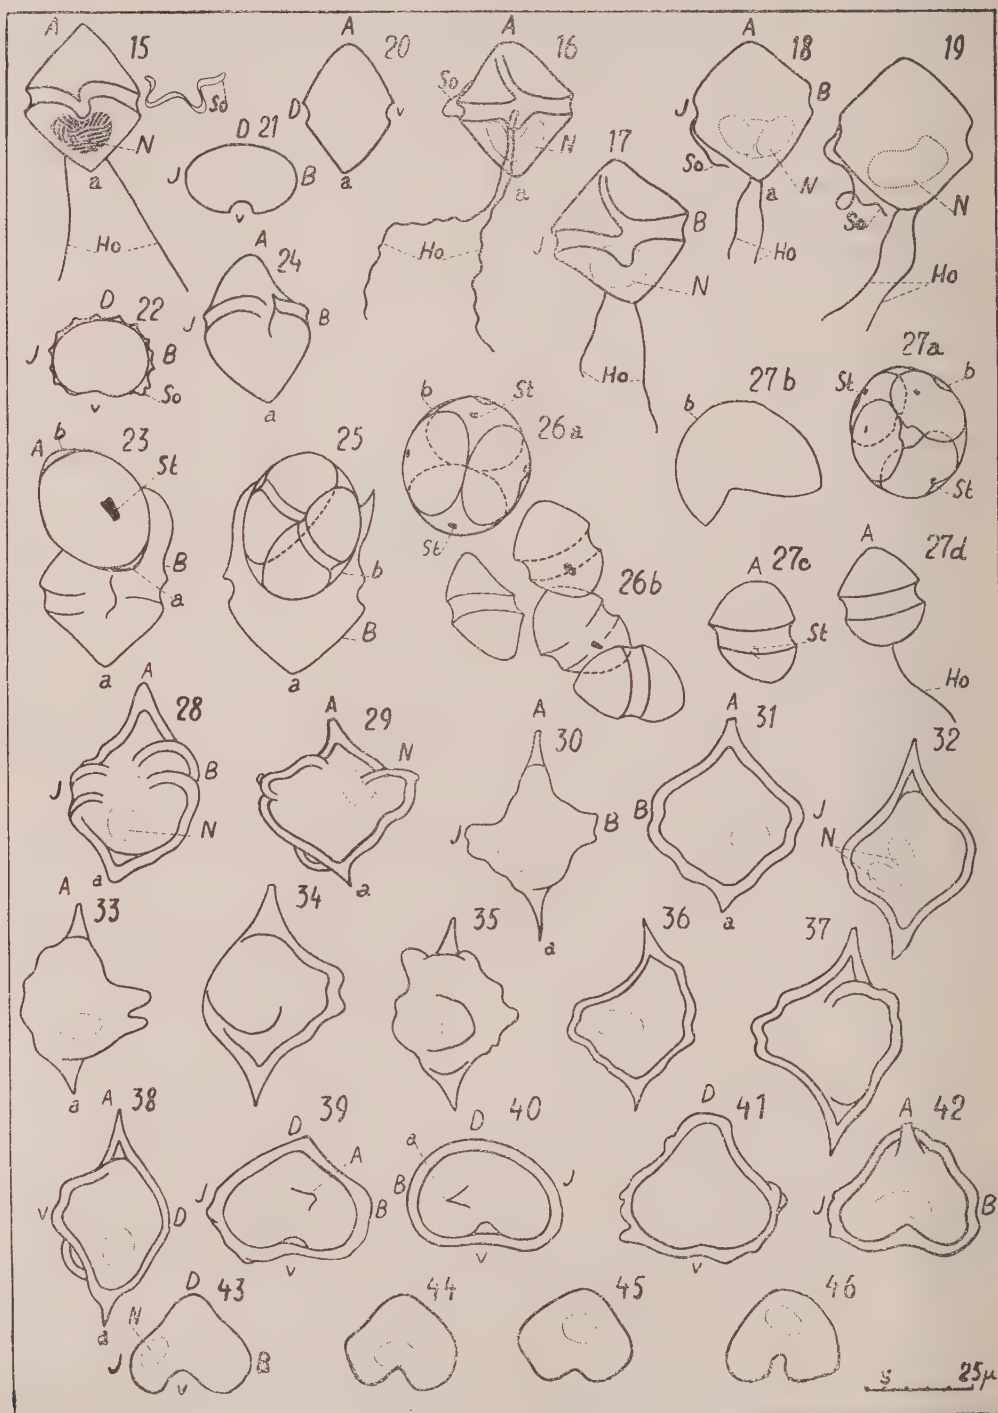 A 15 So N a Ho
A 20 D v a
D 21 J B v
A 16 So N a Ho
17 J B N Ho
A 18 J B So N a Ho
19 So N Ho
D 22 J B So v
A 24 J B a
A b 23 St B a a
25 b B a
b St 26a St
26b
27b b
27a St b St
A 27c St
A 27d Ho
A 28 J B N a
A 29 N a
A 30 J B a
A 31 B J a
32 N
A 33 a
34
35
36
37
A 38 v D a
D 39 A J B v
D 40 a B J v
D 41 v
A 42 J B
D 43 N J B v
44
45
46
5 25μ